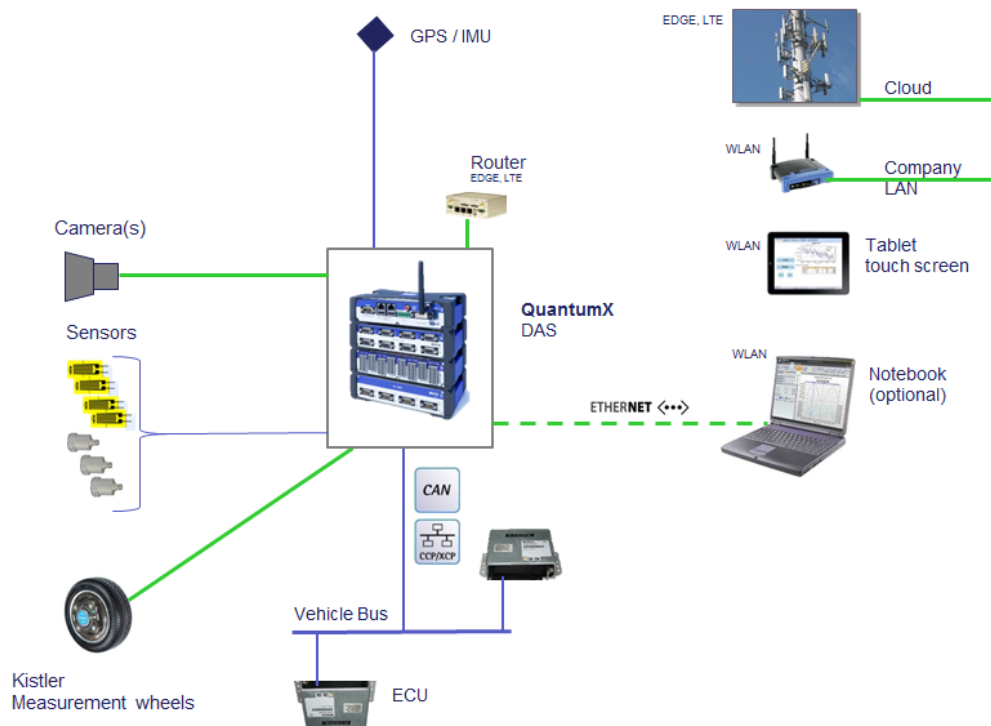 GPS / IMU
EDGE, LTE
Cloud
Router
EDGE, LTE
WLAN
Company
LAN
Camera(s)
WLAN
Tablet
touch screen
Sensors
QuantumX
DAS
WLAN
Notebook
(optional)
ETHERNET
CAN
CCP/XCP
Vehicle Bus
Kistler
Measurement wheels
ECU